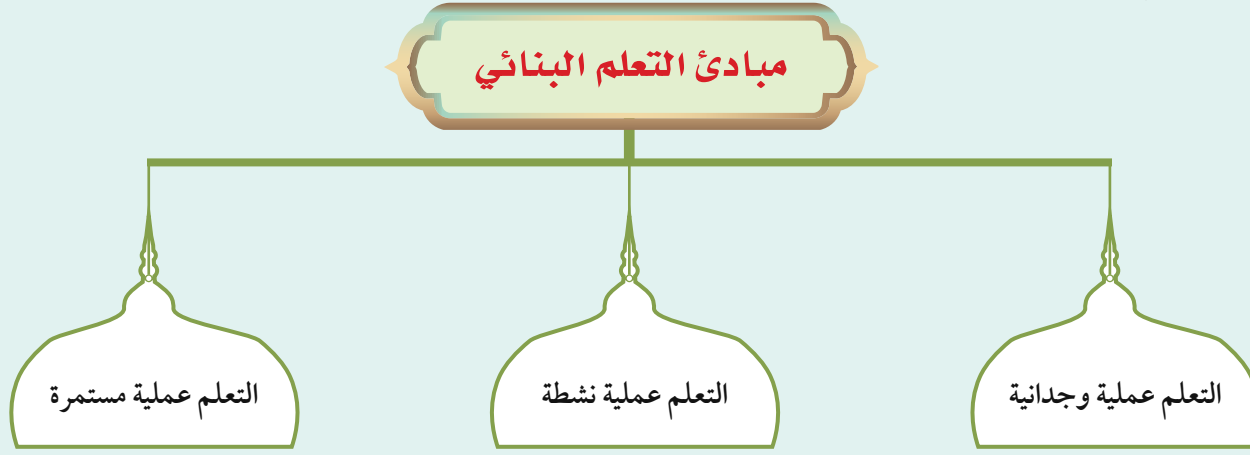 مبادئ التعلم البنائي
التعلم عملية وجدانية
التعلم عملية نشطة
التعلم عملية مستمرة